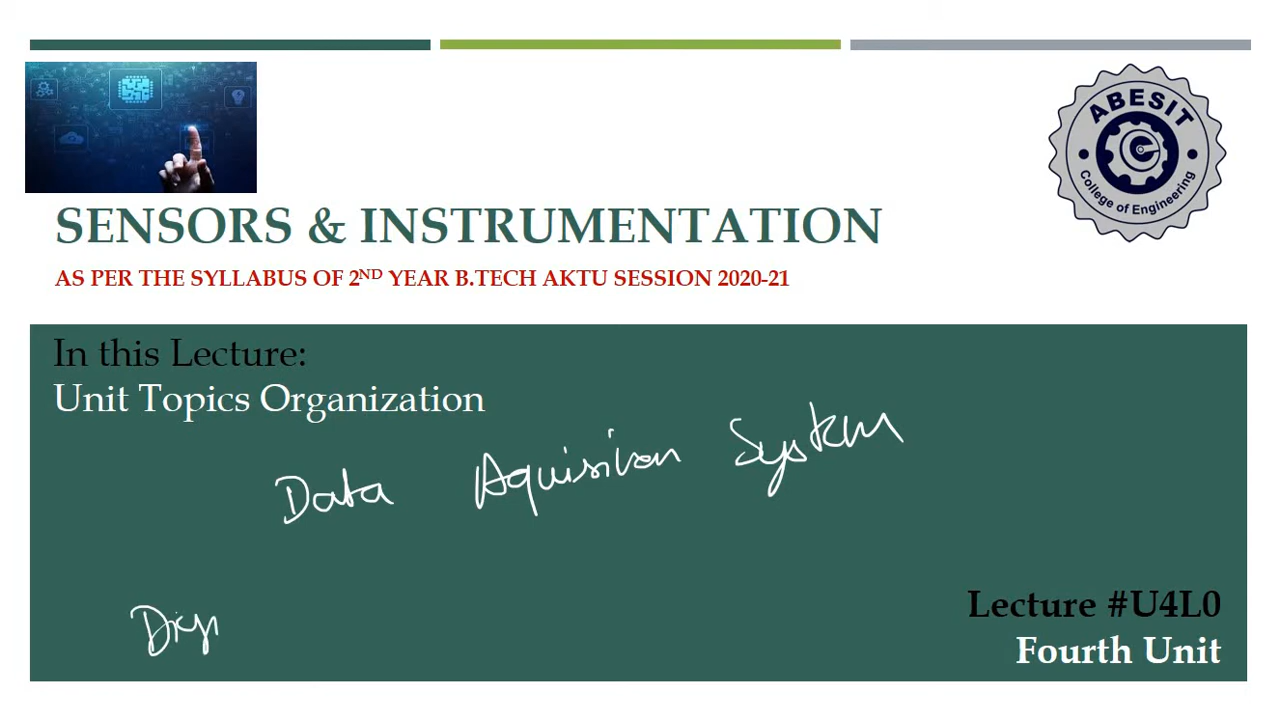 ABESIT
College of Engineering
SENSORS & INSTRUMENTATION
AS PER THE SYLLABUS OF 2ND YEAR B.TECH AKTU SESSION 2020-21
In this Lecture:
Unit Topics Organization
Data Aquisition System
Digi
Lecture #U4L0
Fourth Unit